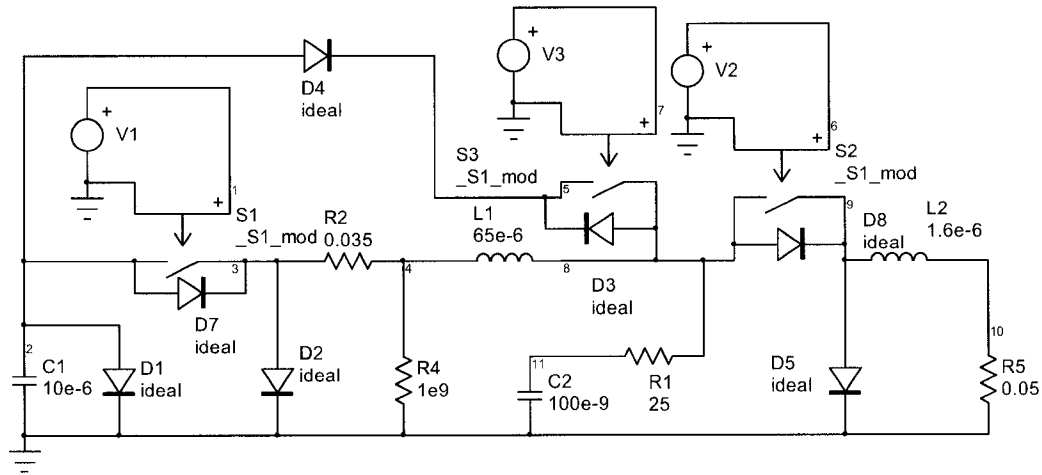 V3
V2
D4
ideal
7
+
+
+
V1
+
6
+
S3
_S1_mod
S2
_S1_mod
1
+
S1
_S1_mod
R2
0.035
5
9
L1
65e-6
D8
ideal
L2
1.6e-6
3
4
8
D3
ideal
D7
ideal
2
C1
10e-6
D1
ideal
D2
ideal
R4
1e9
11
C2
100e-9
R1
25
D5
ideal
10
R5
0.05